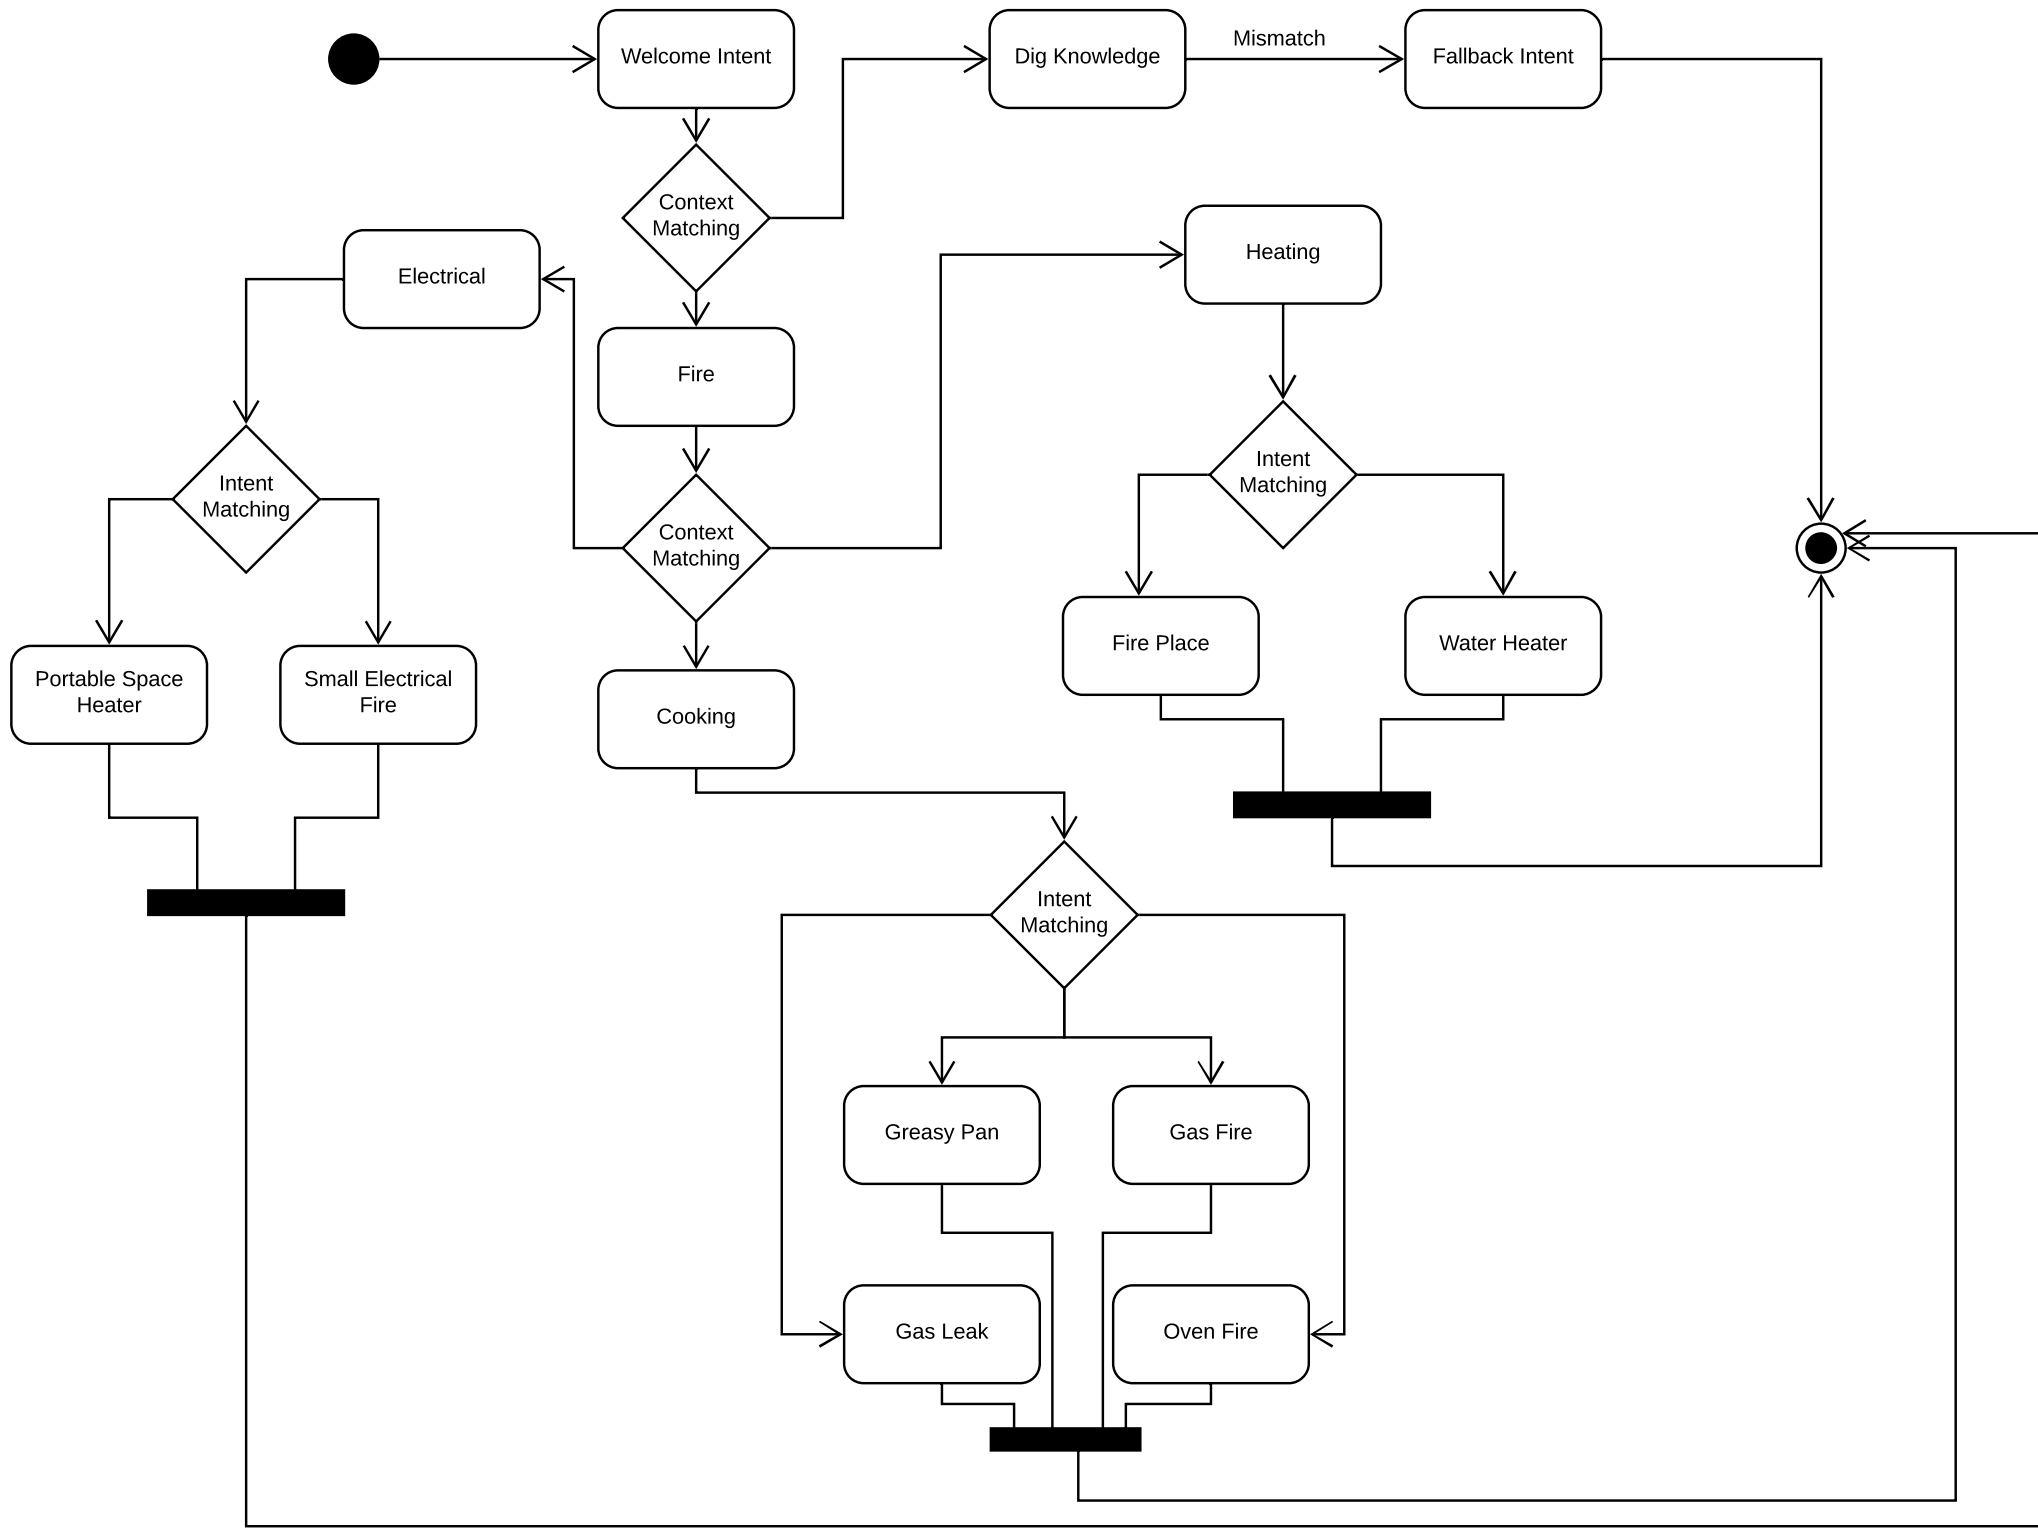 Welcome Intent
Dig Knowledge
Mismatch
Fallback Intent
Context
Matching
Heating
Electrical
Fire
Intent
Matching
Intent
Matching
Context
Matching
Fire Place
Water Heater
Portable Space
Heater
Small Electrical
Fire
Cooking
Intent
Matching
Greasy Pan
Gas Fire
Gas Leak
Oven Fire